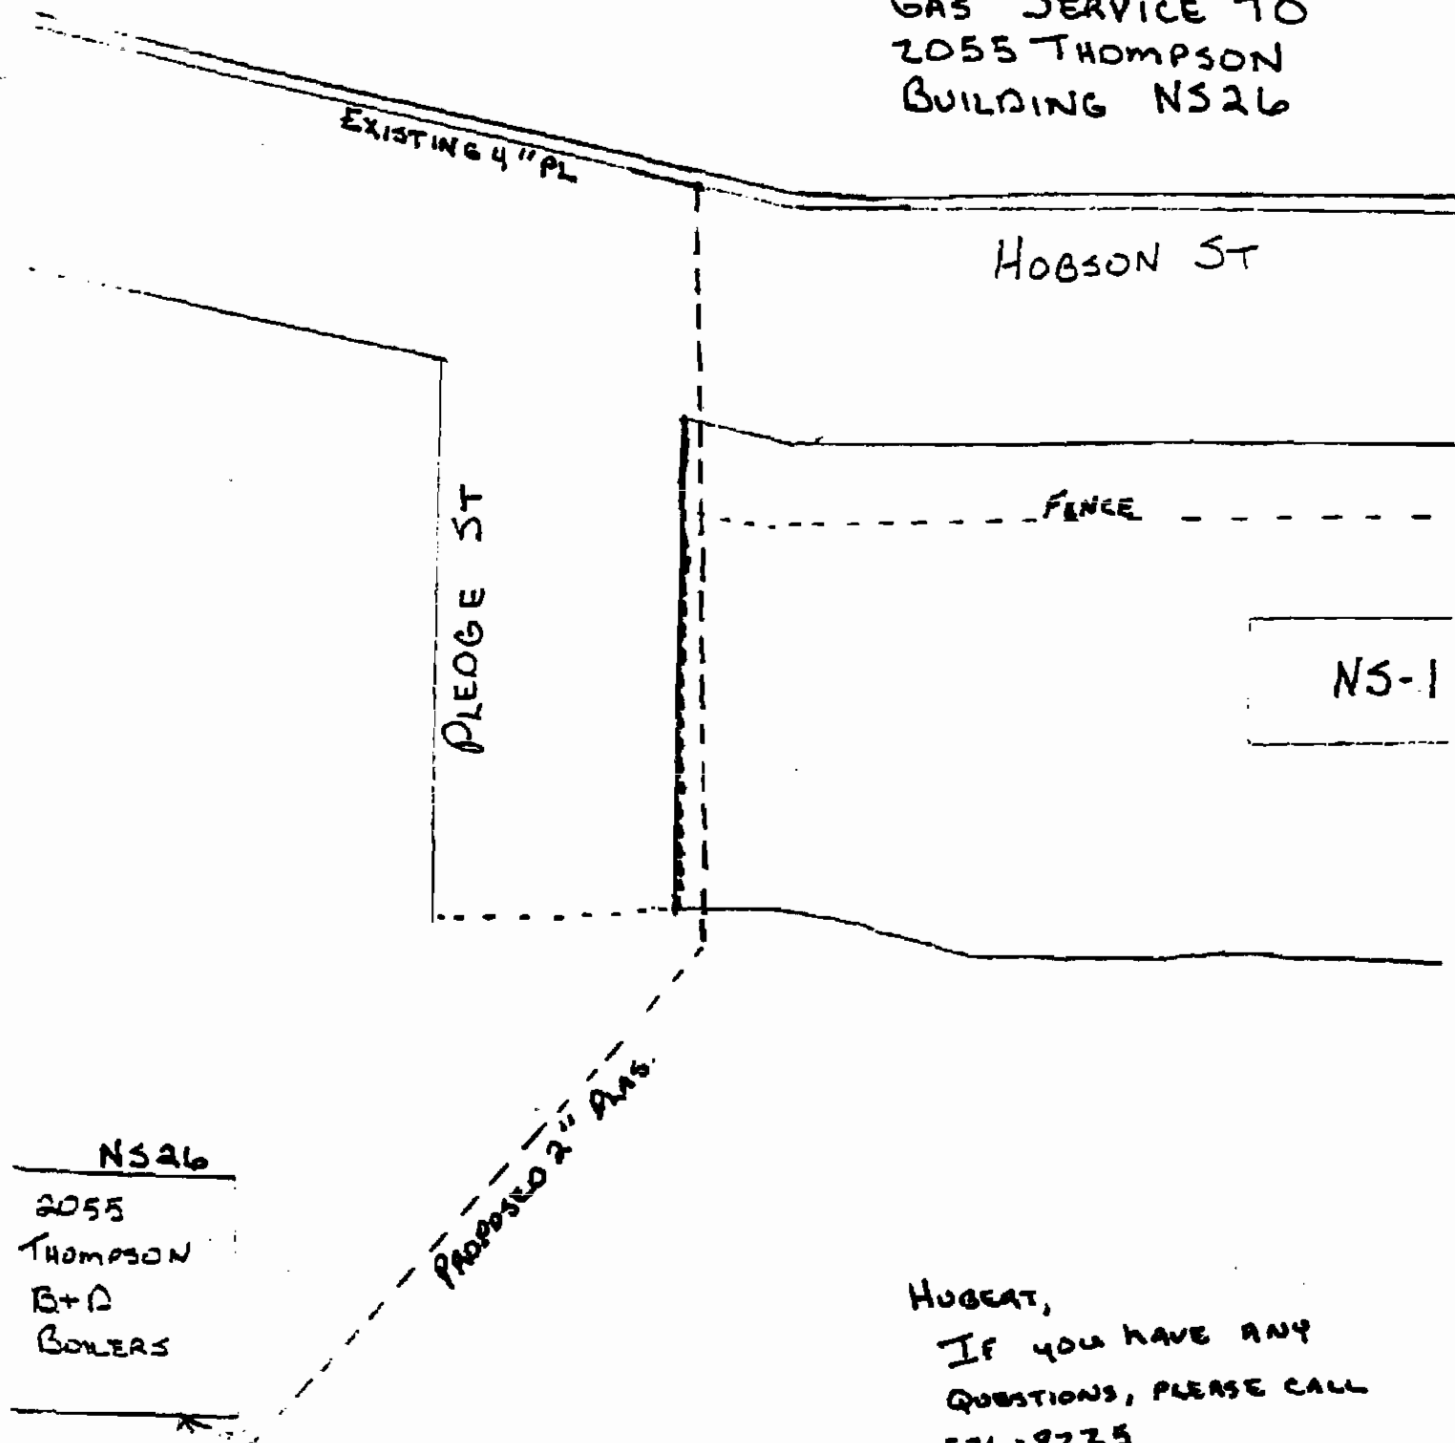 GAS SERVICE TO
2055 THOMPSON
BUILDING NS26
EXISTING 4" PL
HOBSON ST
FENCE
PLEDGE ST
NS-1
PROPOSED 2" PLAS.
NS26
2055
THOMPSON
B+D
BOILERS
HUBERT,
IF YOU HAVE ANY
QUESTIONS, PLEASE CALL